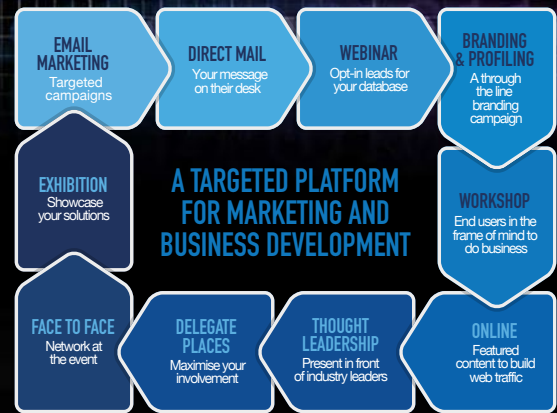 EMAIL
MARKETING
Targeted
campaigns
DIRECT MAIL
Your message
on their desk
WEBINAR
Opt-in leads for
your database
BRANDING
& PROFILING
A through
the line
branding
campaign
WORKSHOP
End users in the
frame of mind to
do business
ONLINE
Featured
content to build
web traffic
THOUGHT
LEADERSHIP
Present in front
of industry leaders
DELEGATE
PLACES
Maximise your
involvement
FACE TO FACE
Network at
the event
EXHIBITION
Showcase
your solutions
A TARGETED PLATFORM
FOR MARKETING AND
BUSINESS DEVELOPMENT